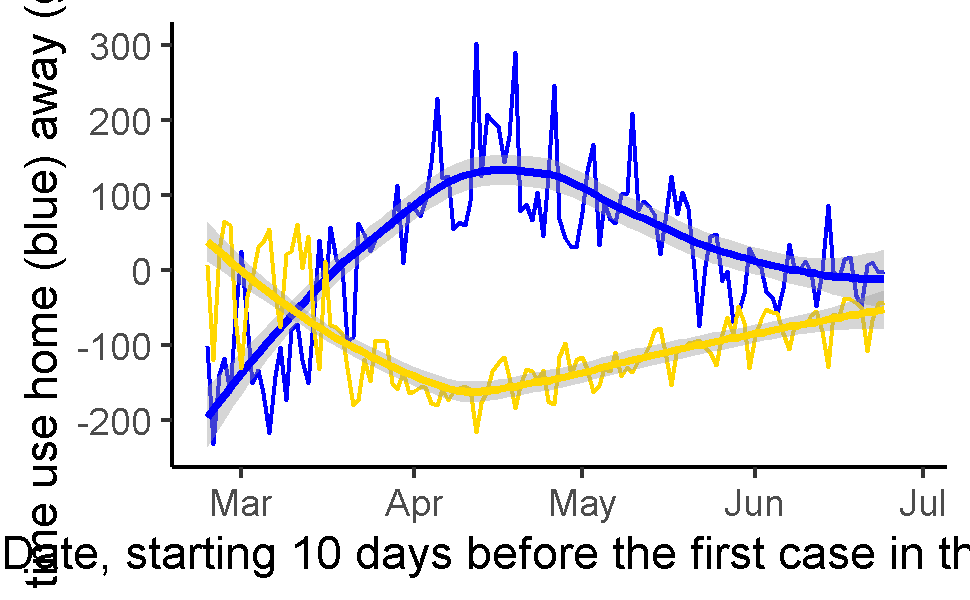 time use home (blue) away (
300
200
100
0
-100
-200
Mar Apr May Jun Jul
Date, starting 10 days before the first case in th